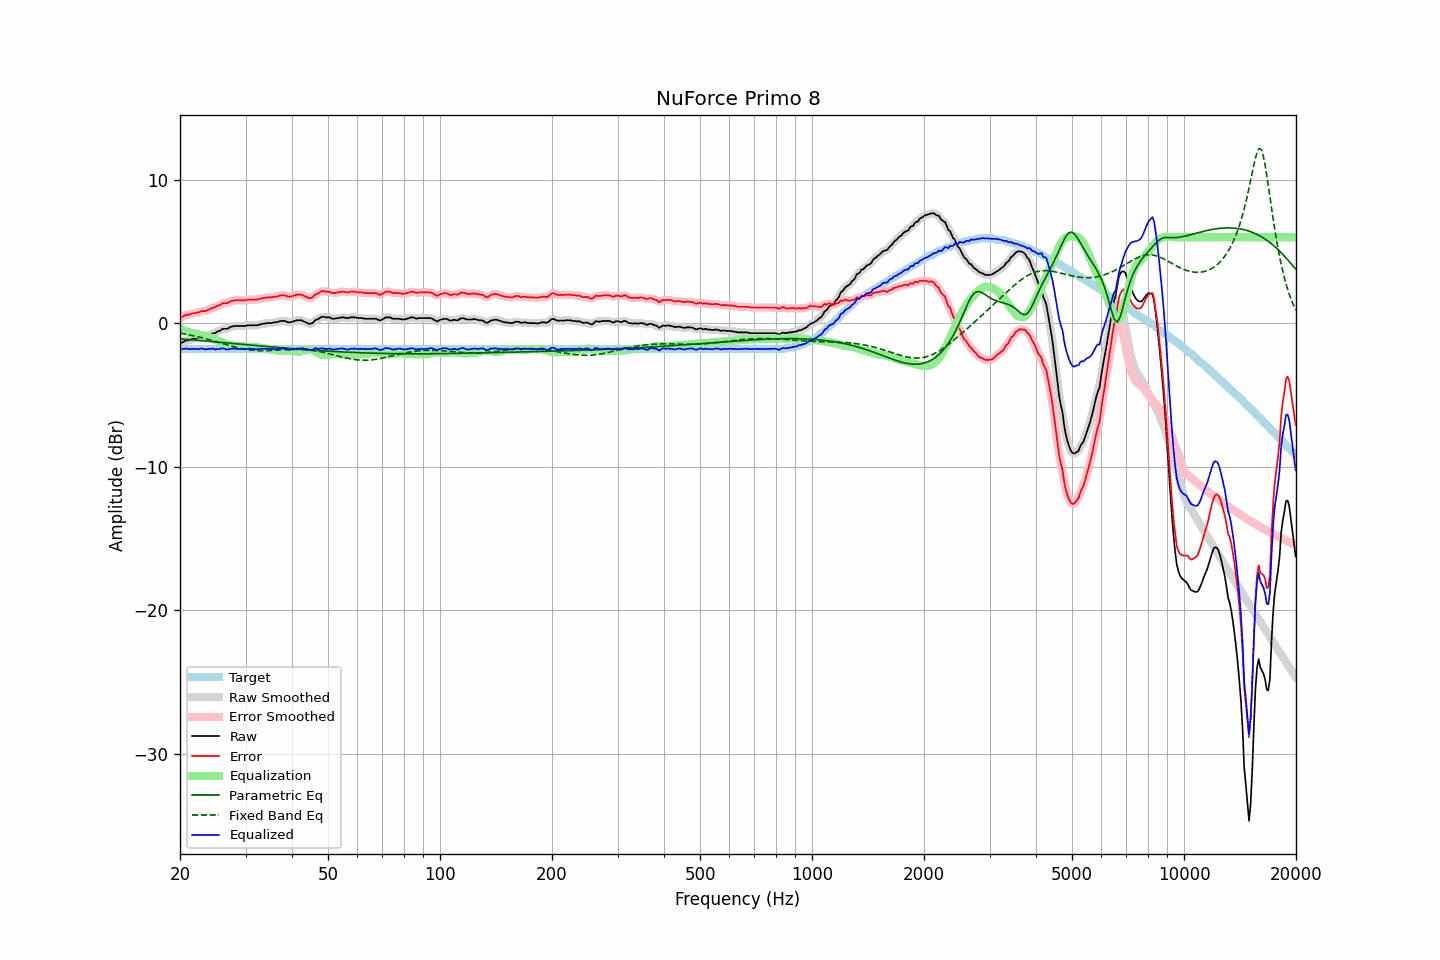 NuForce Primo 8
Amplitude (dBr)
10
0
−10
−20
−30
Target
Raw Smoothed
Error Smoothed
Raw
Error
Equalization
Parametric Eq
Fixed Band Eq
Equalized
20 50 100 200 500 1000 2000 5000 10000 20000
Frequency (Hz)